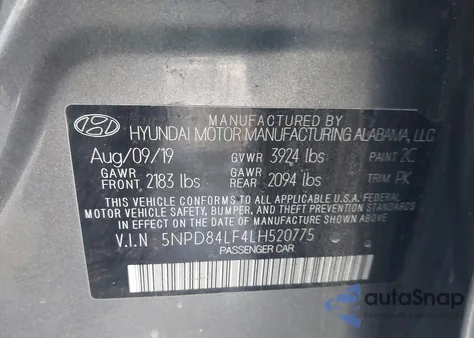 MANUFACTURED BY
HYUNDAI MOTOR MANUFACTURING ALABAMA, LLC
Aug/09/19 GVWR 3924 lbs PAINT 2C
GAWR FRONT 2183 lbs GAWR REAR 2094 lbs TRIM PK
THIS VEHICLE CONFORMS TO ALL APPLICABLE U.S. FEDERAL
MOTOR VEHICLE SAFETY, BUMPER, AND THEFT PREVENTION STANDARDS
IN EFFECT ON THE DATE OF MANUFACTURE SHOWN ABOVE.
V.I.N 5NPD84LF4LH520775
PASSENGER CAR
autoSnap